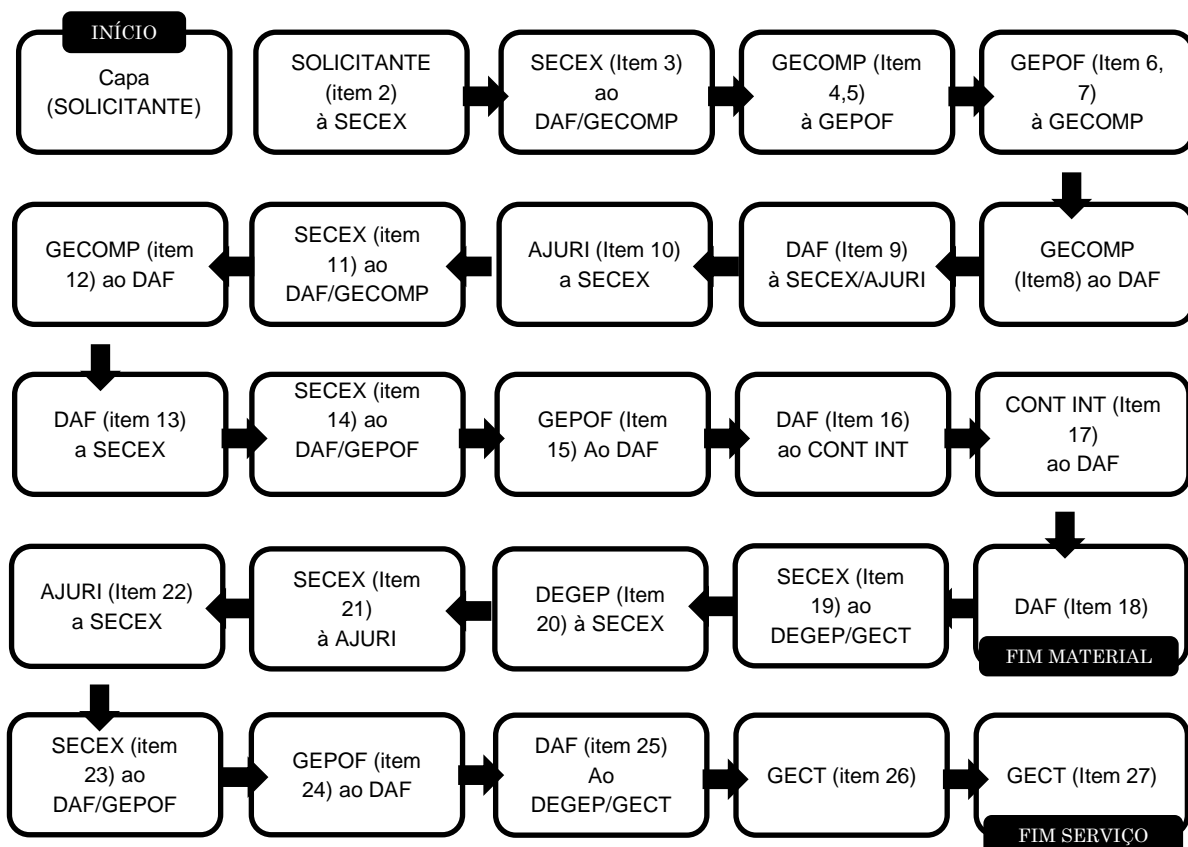 INÍCIO
Capa
(SOLICITANTE)
SOLICITANTE
(item 2)
à SECEX
SECEX (Item 3)
ao
DAF/GECOMP
GECOMP (Item
4,5)
à GEPOF
GEPOF (Item 6,
7)
à GECOMP
GECOMP
(Item8) ao DAF
DAF (Item 9)
à SECEX/AJURI
AJURI (Item 10)
a SECEX
SECEX (item
11) ao
DAF/GECOMP
GECOMP (item
12) ao DAF
DAF (item 13)
a SECEX
SECEX (item
14) ao
DAF/GEPOF
GEPOF (Item
15) Ao DAF
DAF (Item 16)
ao CONT INT
CONT INT (Item
17)
ao DAF
DAF (Item 18)
FIM MATERIAL
SECEX (Item
19) ao
DEGEP/GECT
DEGEP (Item
20) à SECEX
SECEX (Item
21)
à AJURI
AJURI (Item 22)
a SECEX
SECEX (item
23) ao
DAF/GEPOF
GEPOF (item
24) ao DAF
DAF (item 25)
Ao
DEGEP/GECT
GECT (item 26)
GECT (Item 27)
FIM SERVIÇO